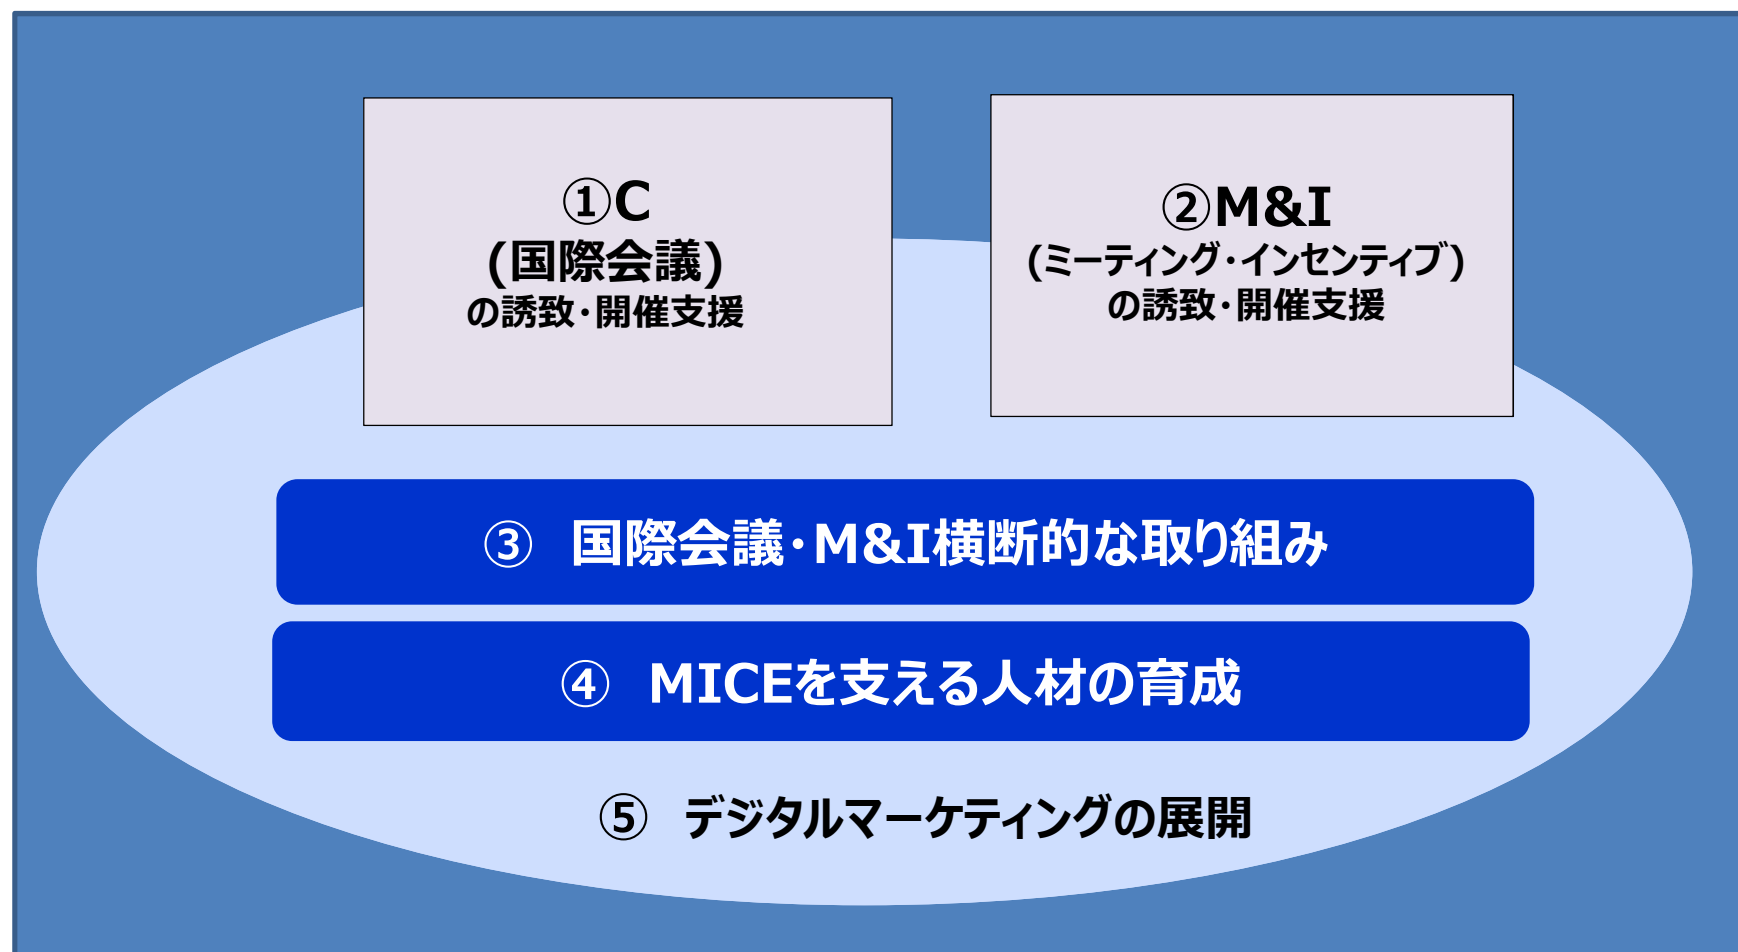 ①C
(国際会議)
の誘致・開催支援
②M&I
(ミーティング・インセンティブ)
の誘致・開催支援
③ 国際会議・M&I横断的な取り組み
④ MICEを支える人材の育成
⑤ デジタルマーケティングの展開